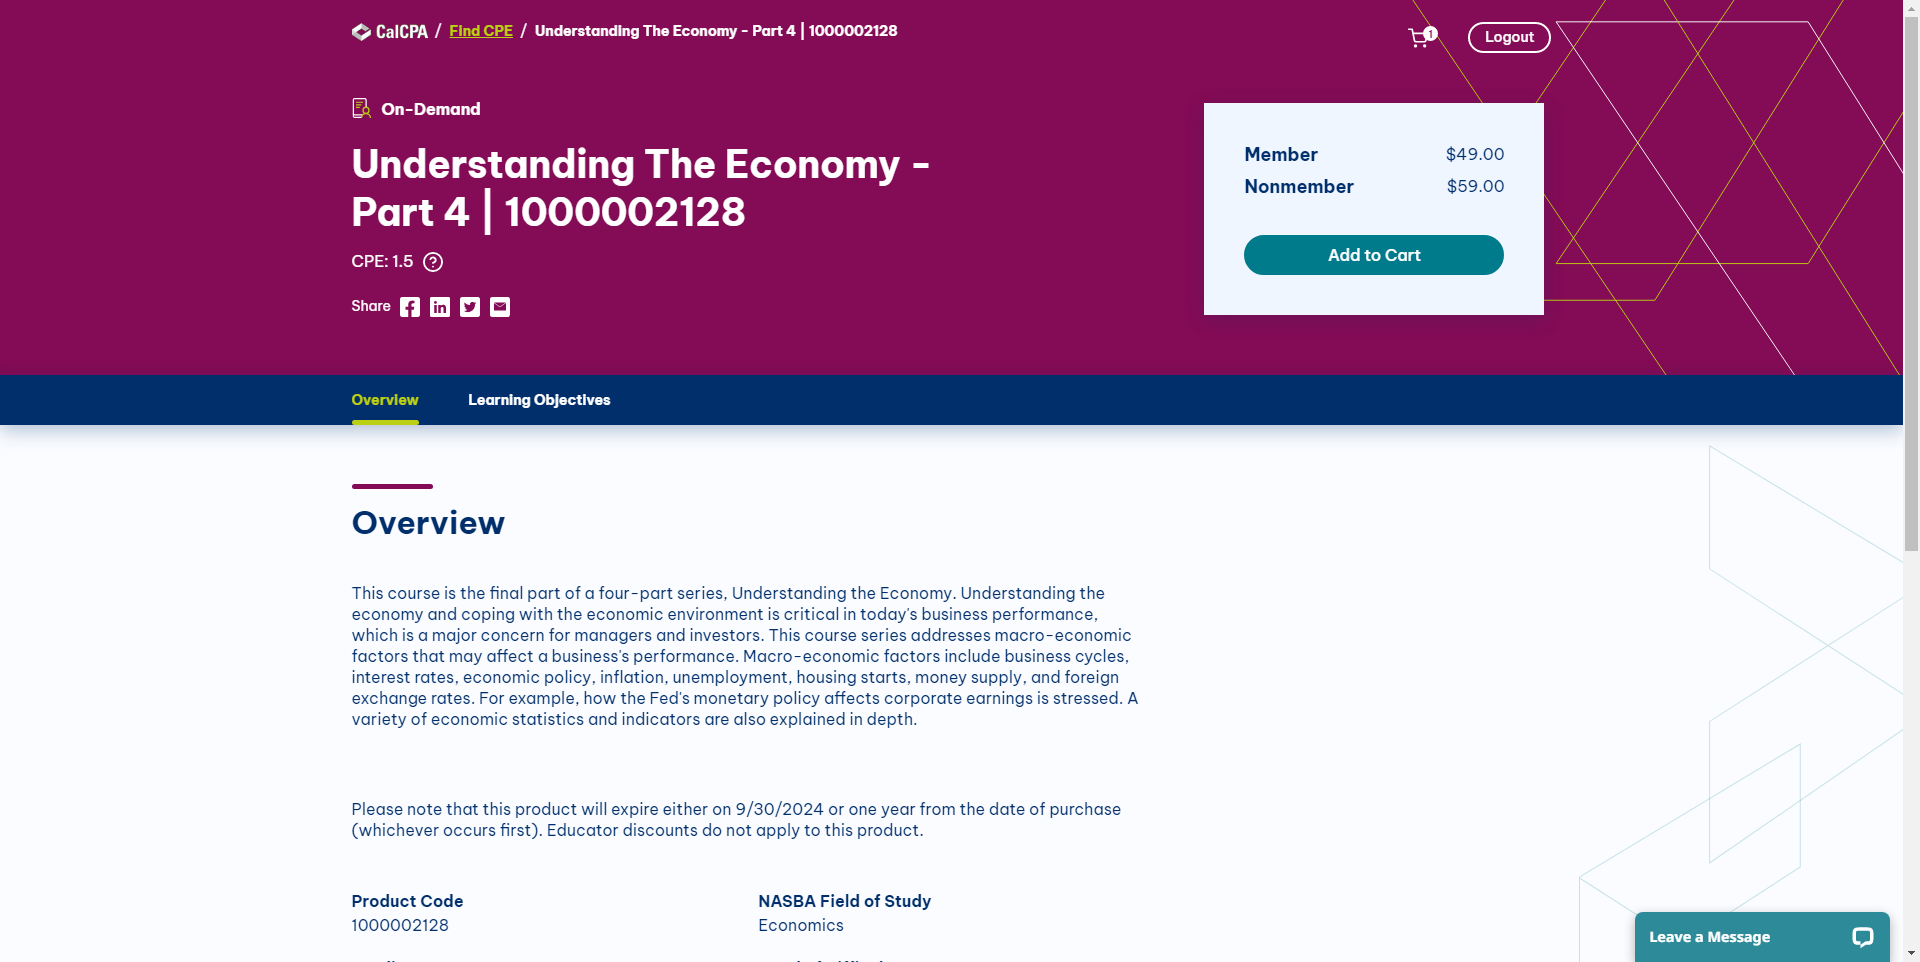 CalCPA / Find CPE / Understanding The Economy - Part 4 | 1000002128
1
Logout
On-Demand
Understanding The Economy -
Part 4 | 1000002128
CPE: 1.5 ?
Share
Member $49.00
Nonmember $59.00
Add to Cart
Overview
Learning Objectives
Overview
This course is the final part of a four-part series, Understanding the Economy. Understanding the
economy and coping with the economic environment is critical in today's business performance,
which is a major concern for managers and investors. This course series addresses macro-economic
factors that may affect a business's performance. Macro-economic factors include business cycles,
interest rates, economic policy, inflation, unemployment, housing starts, money supply, and foreign
exchange rates. For example, how the Fed's monetary policy affects corporate earnings is stressed. A
variety of economic statistics and indicators are also explained in depth.
Please note that this product will expire either on 9/30/2024 or one year from the date of purchase
(whichever occurs first). Educator discounts do not apply to this product.
Product Code
1000002128
NASBA Field of Study
Economics
Leave a Message